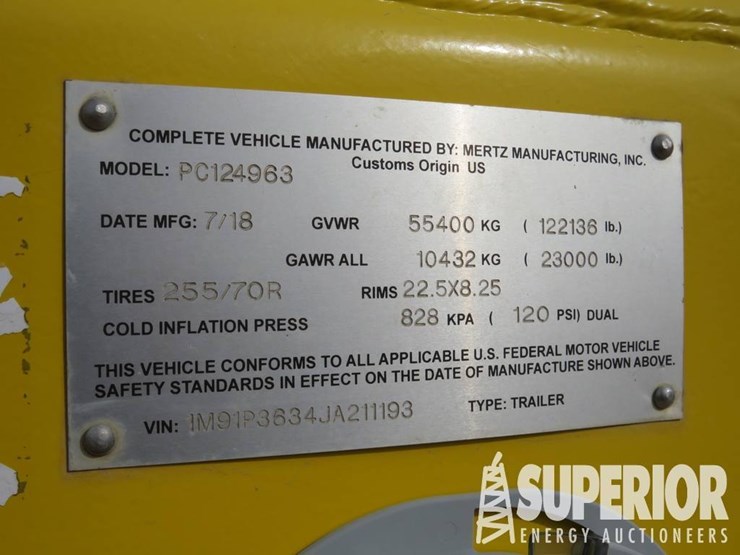 COMPLETE VEHICLE MANUFACTURED BY: MERTZ MANUFACTURING, INC.
MODEL: PC124963 Customs Origin US
DATE MFG: 7/18 GVWR 55400 KG ( 122136 lb.)
GAWR ALL 10432 KG ( 23000 lb.)
TIRES 255/70R RIMS 22.5X8.25
COLD INFLATION PRESS 828 KPA ( 120 PSI) DUAL
THIS VEHICLE CONFORMS TO ALL APPLICABLE U.S. FEDERAL MOTOR VEHICLE
SAFETY STANDARDS IN EFFECT ON THE DATE OF MANUFACTURE SHOWN ABOVE.
VIN: 1M91P3634JA211193 TYPE: TRAILER
SUPERIOR
ENERGY AUCTIONEERS